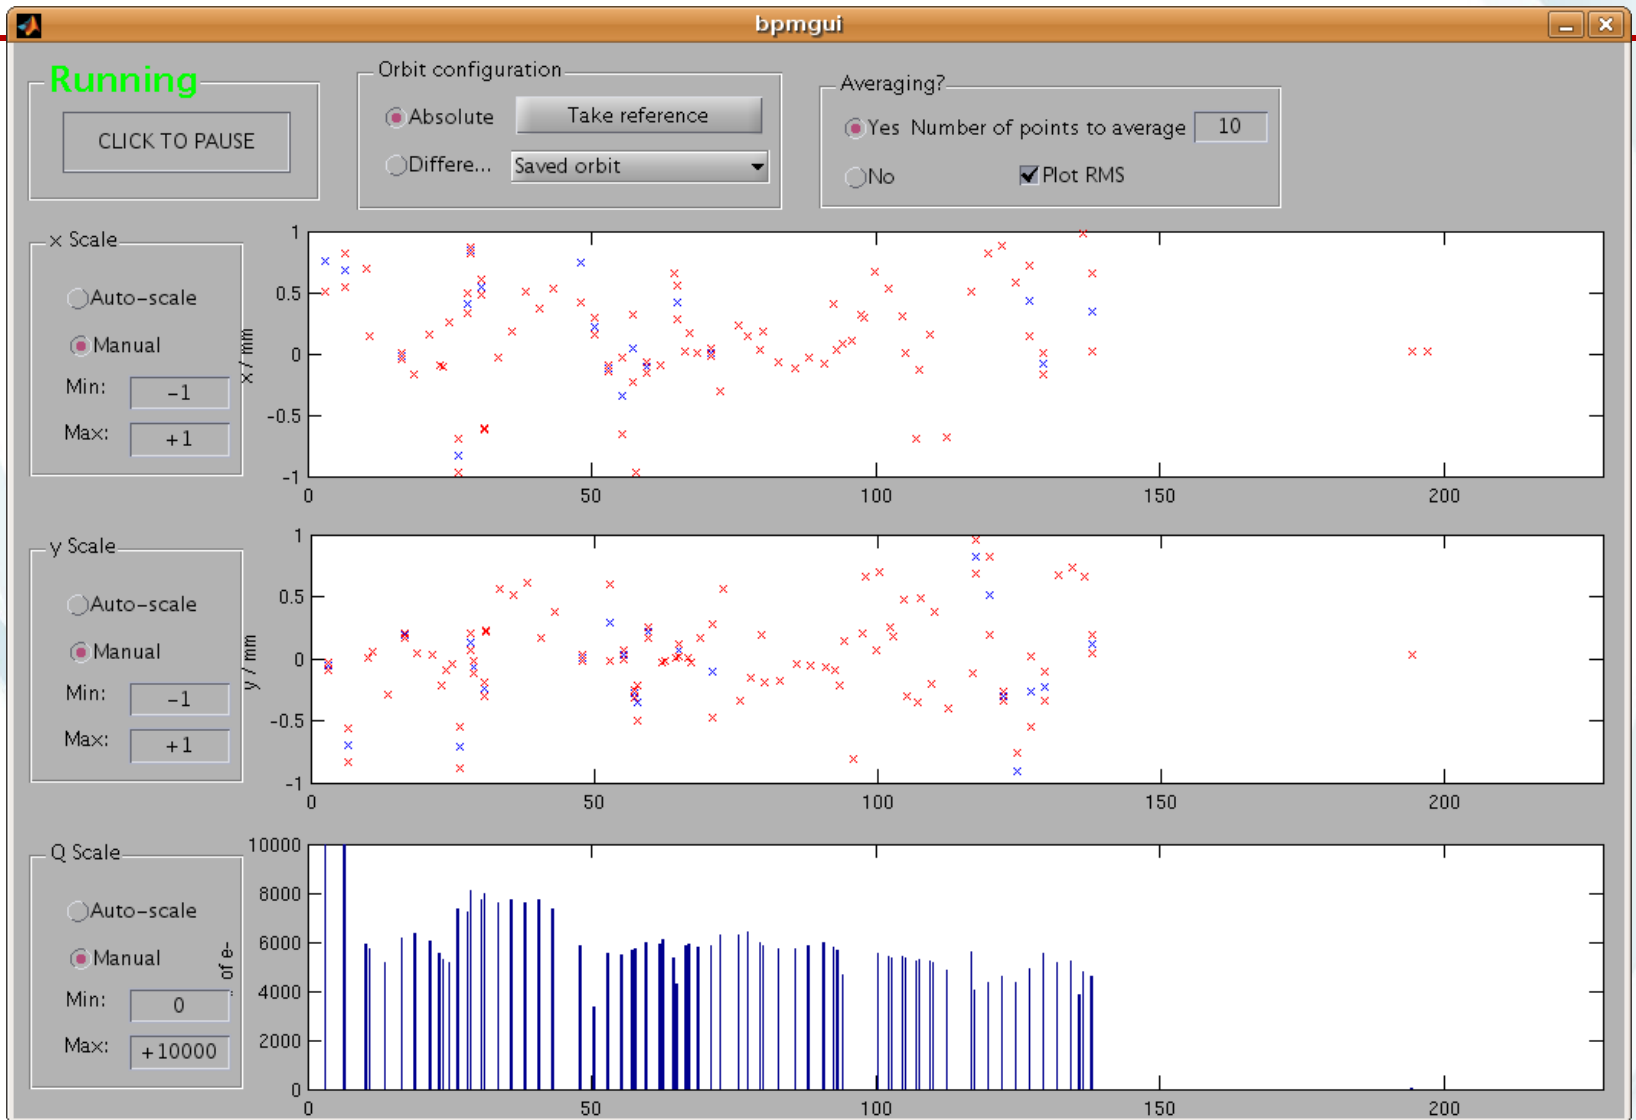 bpmgui
Running
CLICK TO PAUSE
Orbit configuration
Absolute
Take reference
Differe...
Saved orbit
Averaging?
Yes Number of points to average 10
No
Plot RMS
x Scale
Auto-scale
Manual
Min: -1
Max: +1
x / mm
1
0.5
0
-0.5
-1
0 50 100 150 200
y Scale
Auto-scale
Manual
Min: -1
Max: +1
y / mm
1
0.5
0
-0.5
-1
0 50 100 150 200
Q Scale
Auto-scale
Manual
Min: 0
Max: +10000
of e-
10000
8000
6000
4000
2000
0
0 50 100 150 200